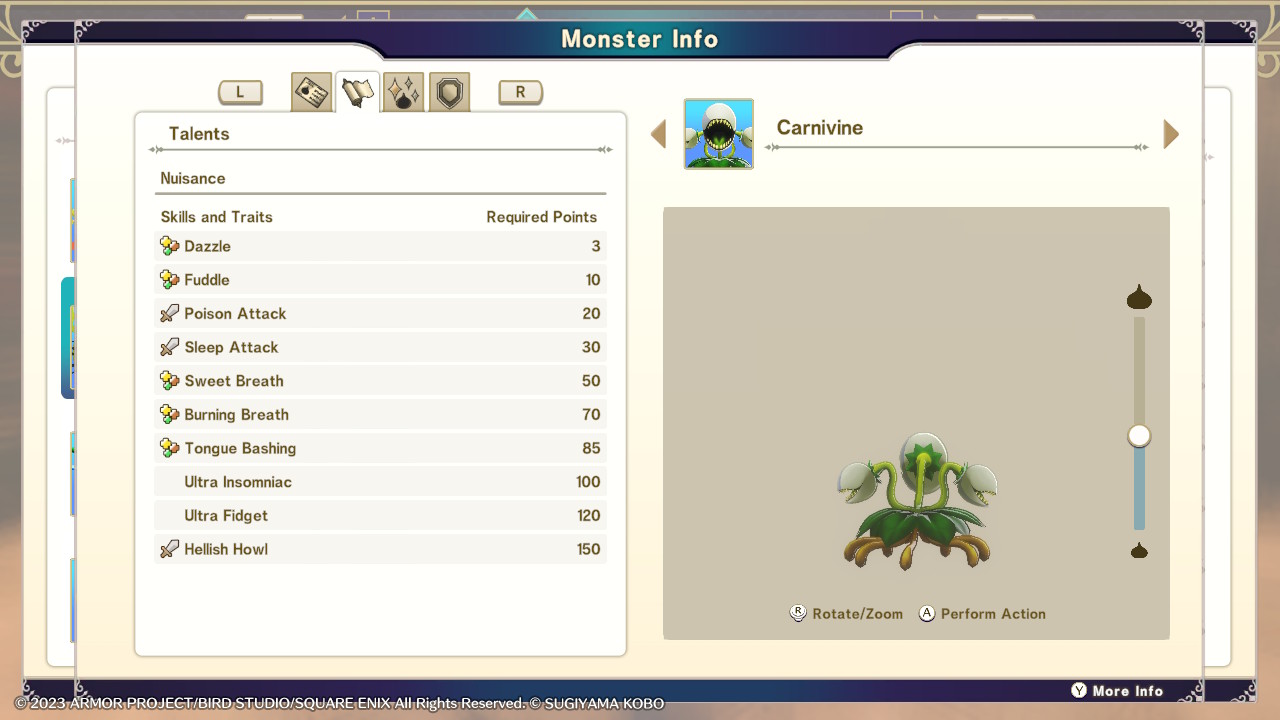 Monster Info
L
R
Talents
Nuisance
Skills and Traits Required Points
Dazzle 3
Fuddle 10
Poison Attack 20
Sleep Attack 30
Sweet Breath 50
Burning Breath 70
Tongue Bashing 85
Ultra Insomniac 100
Ultra Fidget 120
Hellish Howl 150
Carnivine
R Rotate/Zoom A Perform Action
Y More Info
© 2023 ARMOR PROJECT/BIRD STUDIO/SQUARE ENIX All Rights Reserved. © SUGIYAMA KOBO